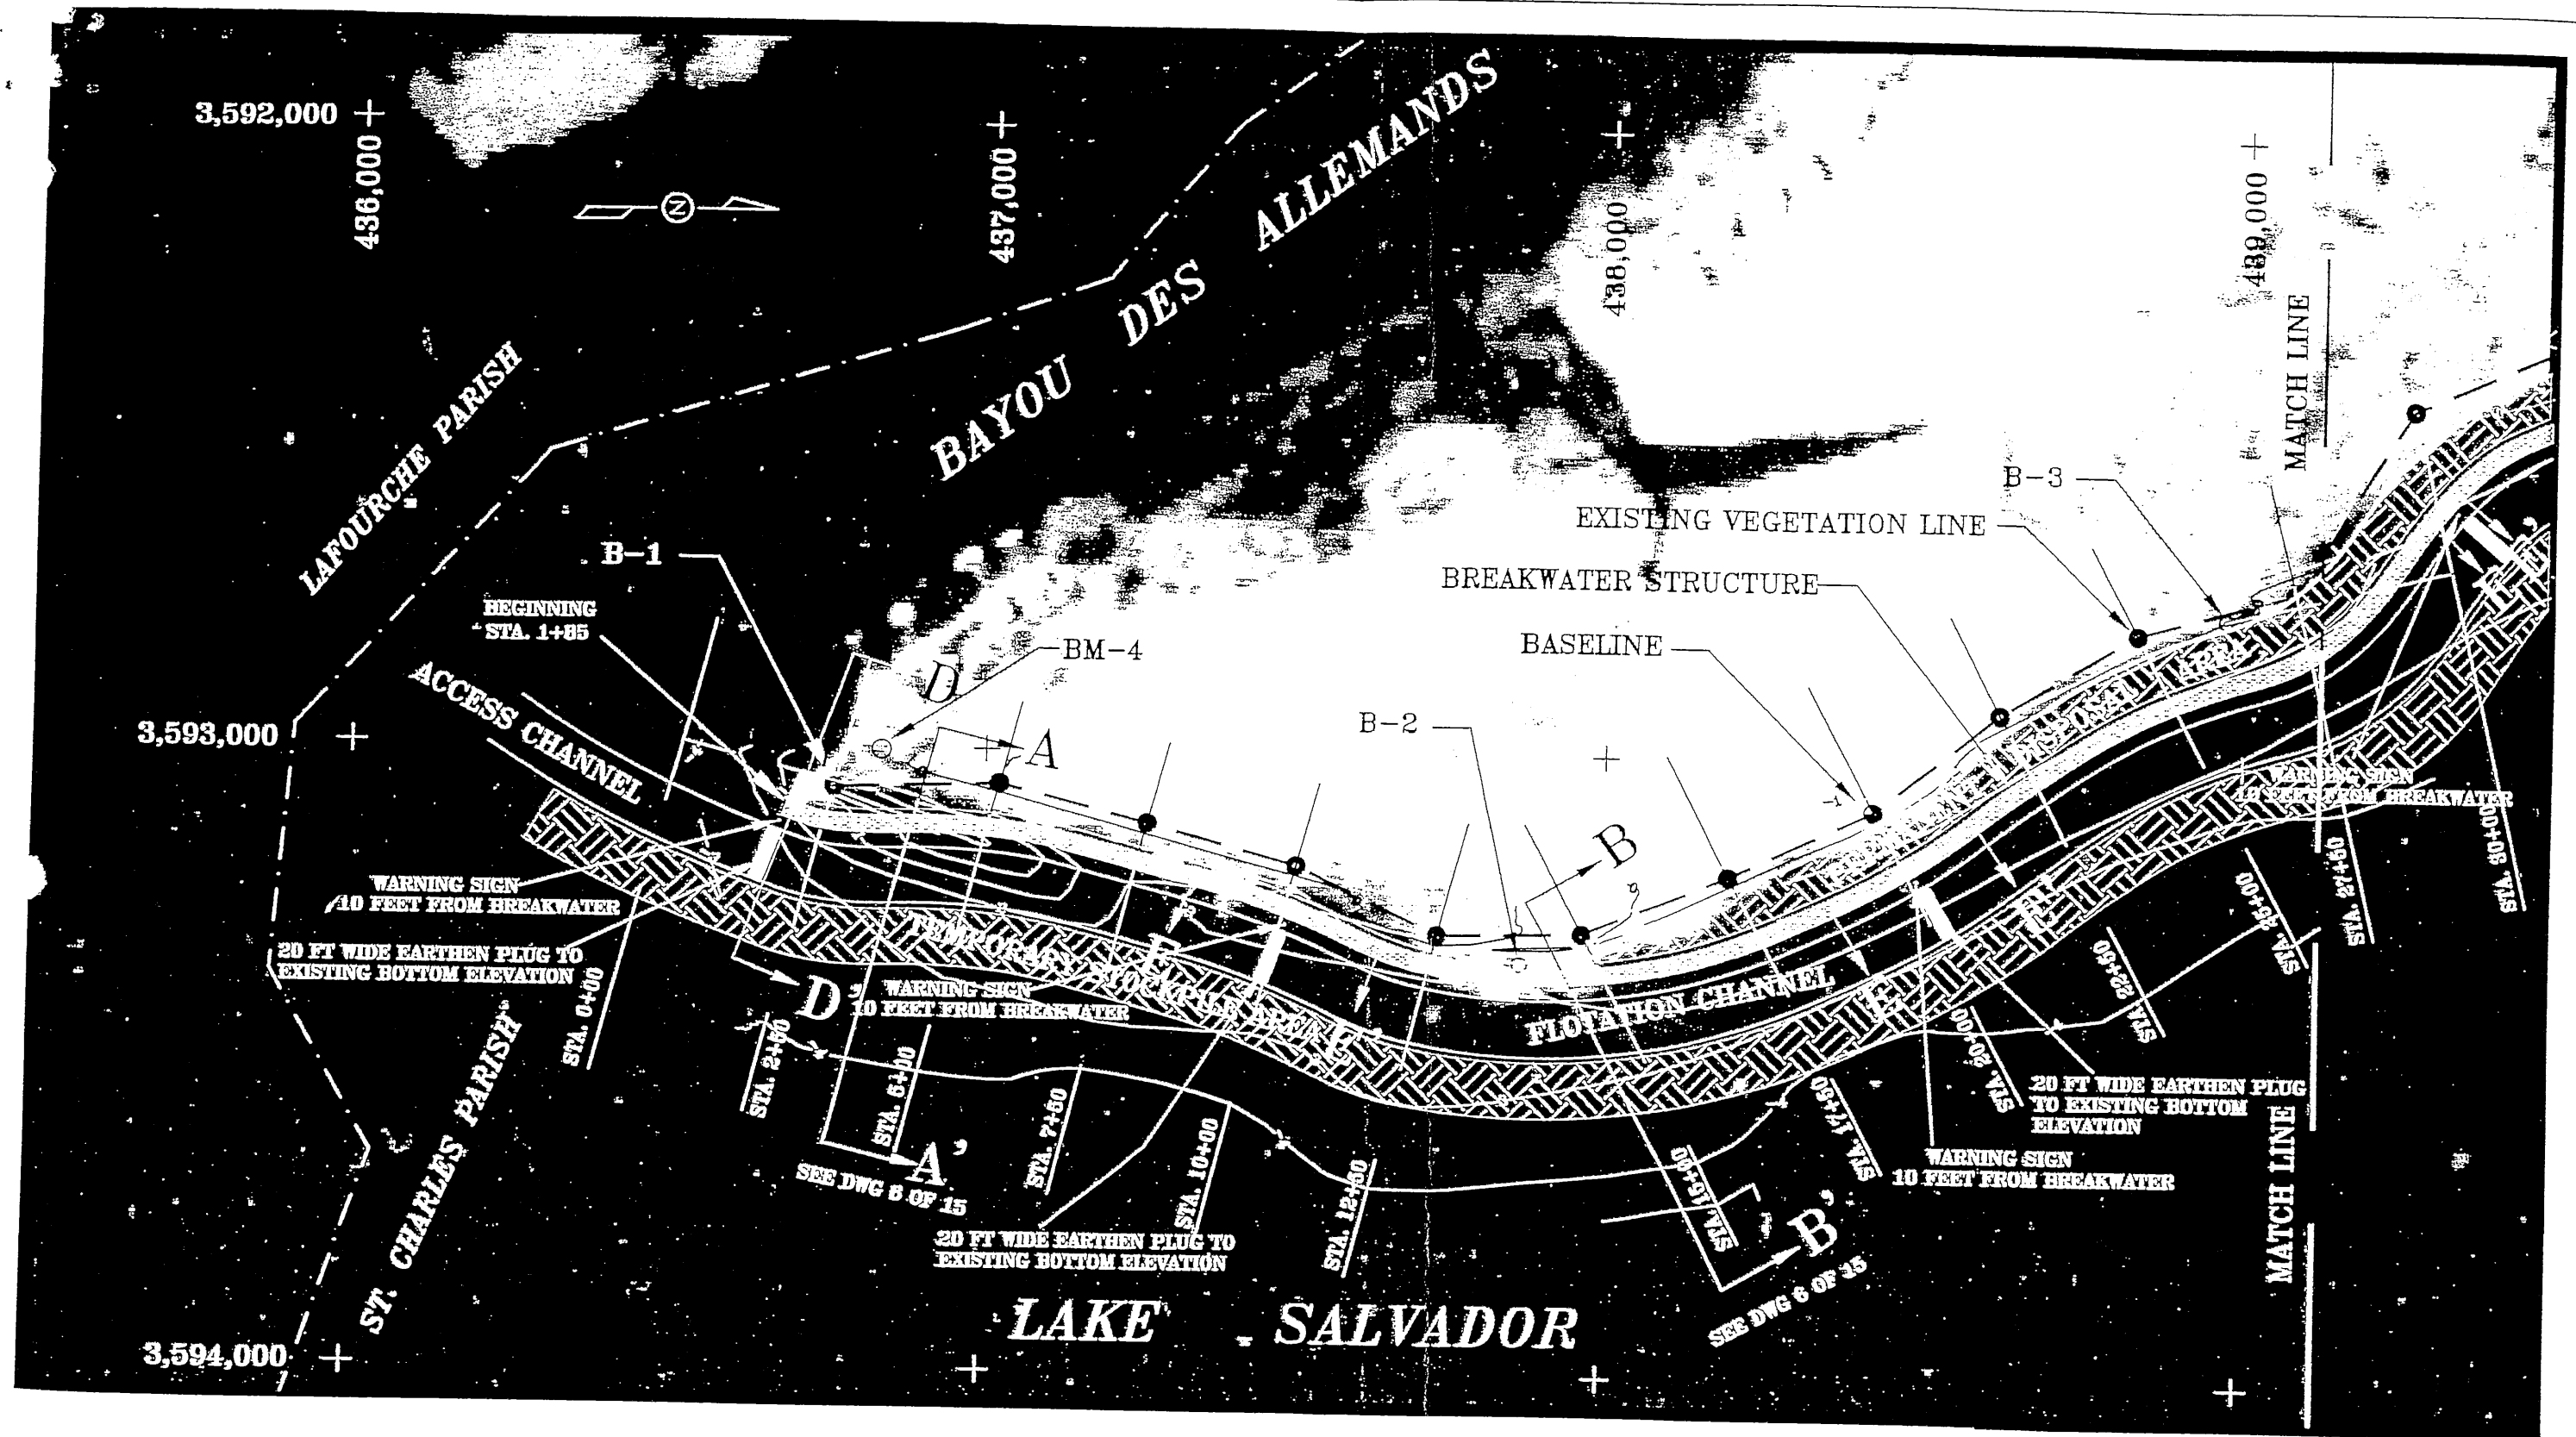 3,592,000
436,000
437,000
438,000
439,000
N
BAYOU DES ALLEMANDS
MATCH LINE
LAFOURCHE PARISH
B-3
EXISTING VEGETATION LINE
B-1
BREAKWATER STRUCTURE
BEGINNING
STA. 1+85
BM-4
BASELINE
D
ACCESS CHANNEL
B-2
A
3,593,000
B
WARNING SIGN
10 FEET FROM BREAKWATER
WARNING SIGN
10 FEET FROM BREAKWATER
20 FT WIDE EARTHEN PLUG TO
EXISTING BOTTOM ELEVATION
TEMPORARY STOCKPILE AREA
E
D'
WARNING SIGN
10 FEET FROM BREAKWATER
FLOTATION CHANNEL
DISPOSAL AREA
STA. 0+00
STA. 2+50
STA. 5+00
STA. 7+50
STA. 10+00
STA. 12+50
STA. 15+00
STA. 17+50
STA. 20+00
STA. 22+50
STA. 25+00
STA. 27+50
STA. 30+00
ST. CHARLES PARISH
A'
SEE DWG 6 OF 15
20 FT WIDE EARTHEN PLUG
TO EXISTING BOTTOM
ELEVATION
WARNING SIGN
10 FEET FROM BREAKWATER
20 FT WIDE EARTHEN PLUG TO
EXISTING BOTTOM ELEVATION
B'
SEE DWG 6 OF 15
MATCH LINE
LAKE SALVADOR
3,594,000